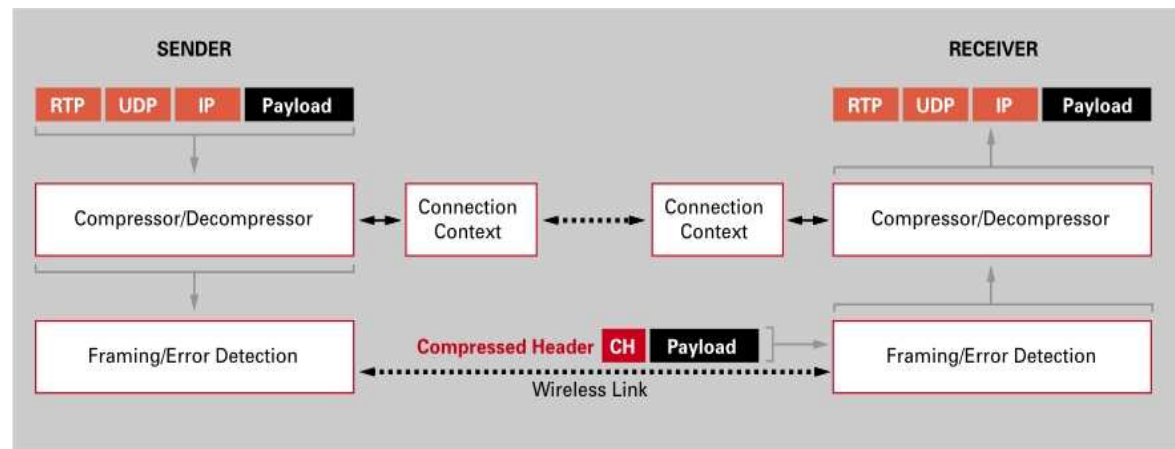 SENDER
RECEIVER
RTP UDP IP Payload
RTP UDP IP Payload
Compressor/Decompressor
Connection
Context
Connection
Context
Compressor/Decompressor
Framing/Error Detection
Compressed Header CH Payload
Wireless Link
Framing/Error Detection